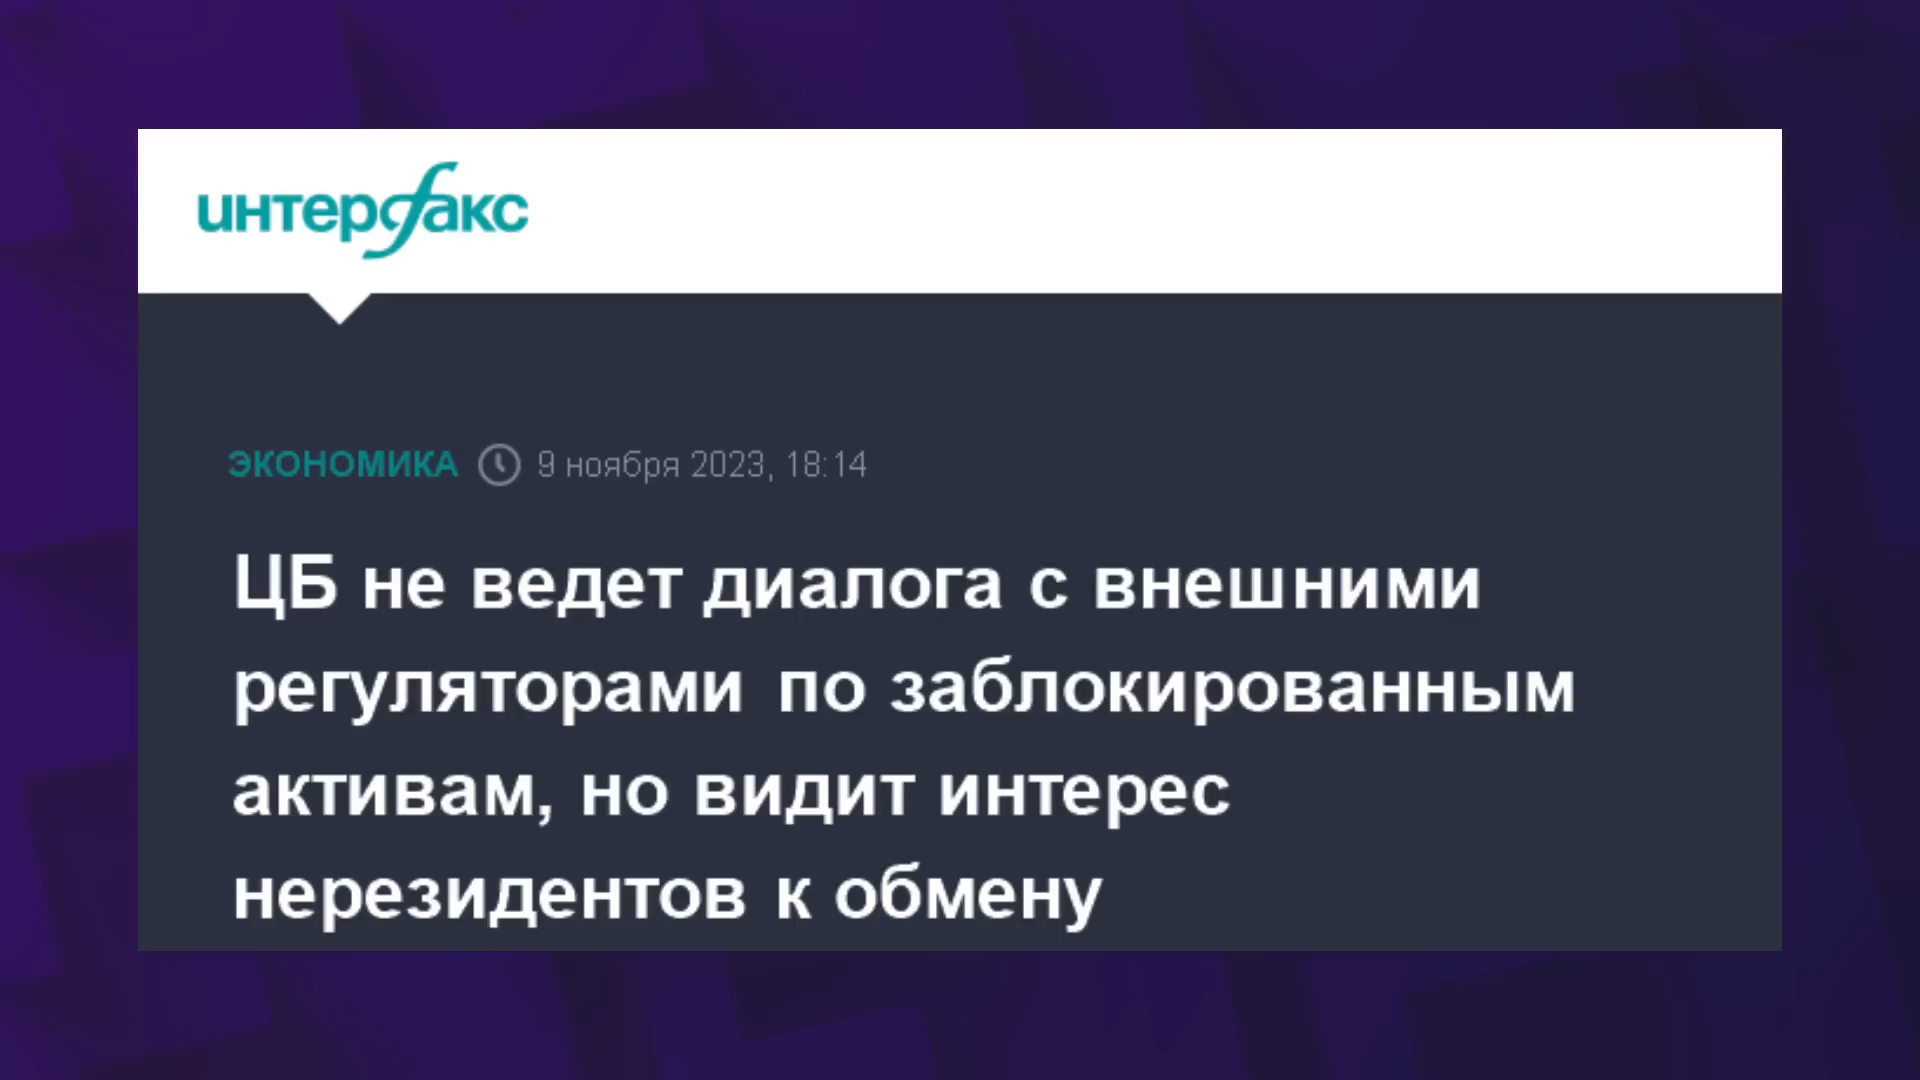 интерфакс
ЭКОНОМИКА 9 ноября 2023, 18:14
ЦБ не ведет диалога с внешними
регуляторами по заблокированным
активам, но видит интерес
нерезидентов к обмену